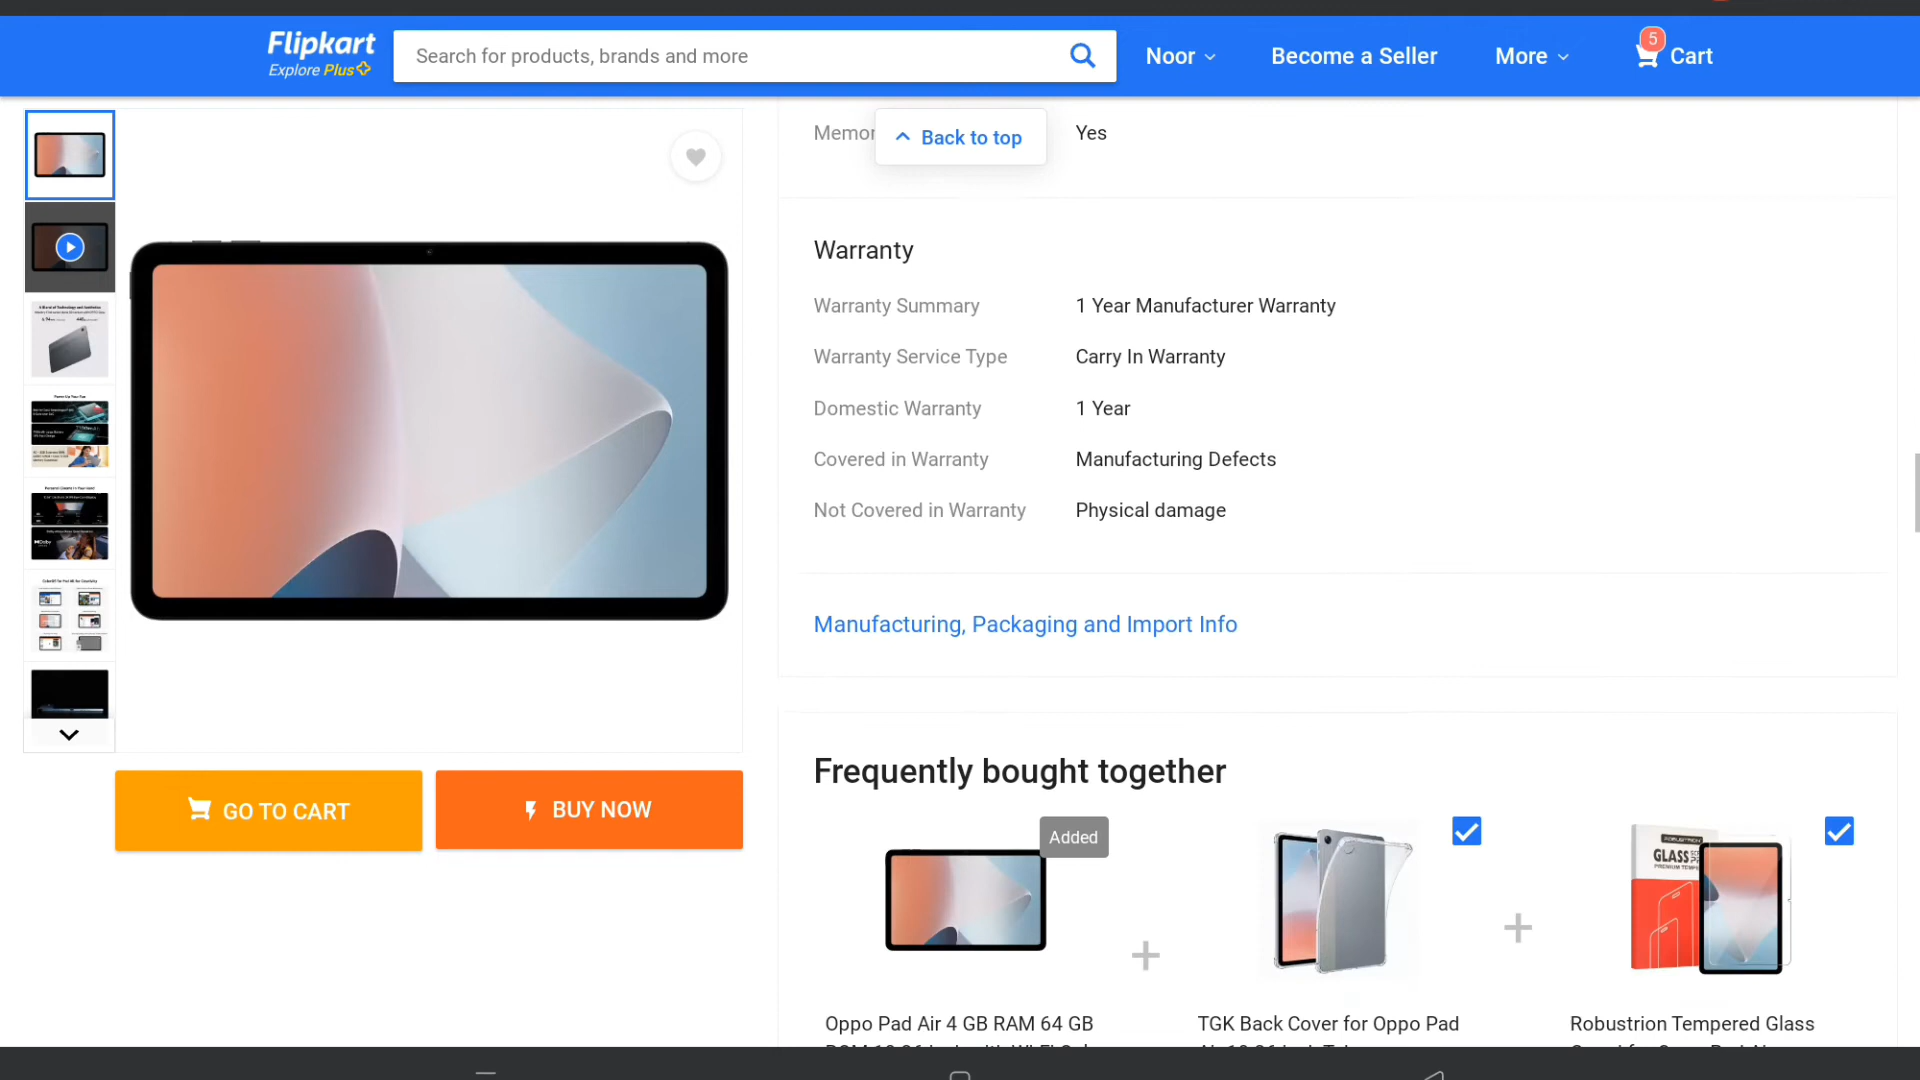 Flipkart
Explore Plus
Search for products, brands and more
Noor
Become a Seller
More
5
Cart
Back to top
Yes
Warranty
Warranty Summary 1 Year Manufacturer Warranty
Warranty Service Type Carry In Warranty
Domestic Warranty 1 Year
Covered in Warranty Manufacturing Defects
Not Covered in Warranty Physical damage
Manufacturing, Packaging and Import Info
GO TO CART
BUY NOW
Frequently bought together
Added
GLASS
Oppo Pad Air 4 GB RAM 64 GB
TGK Back Cover for Oppo Pad
Robustrion Tempered Glass